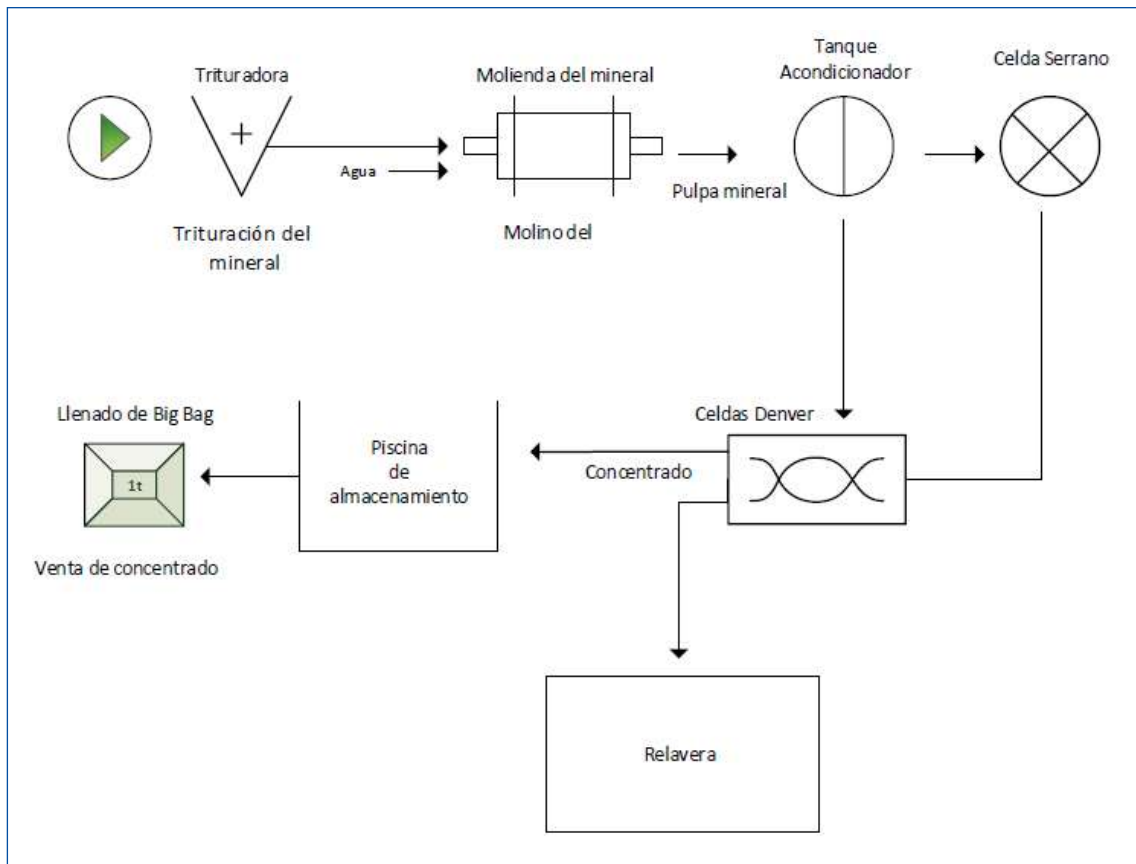 Trituradora
Molienda del mineral
Tanque
Acondicionador
Celda Serrano
Agua
Pulpa mineral
Trituración del
mineral
Molino del
Llenado de Big Bag
Piscina
de
almacenamiento
Celdas Denver
Concentrado
1t
Venta de concentrado
Relavera